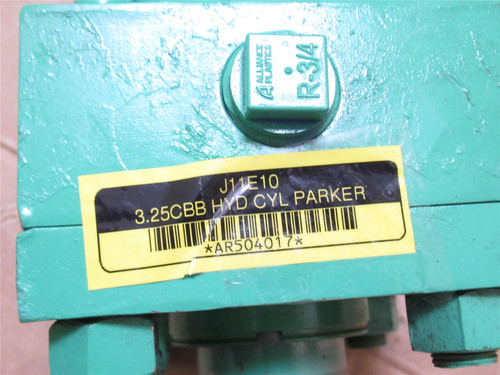 ALLIANCE
PLASTICS
R-3/4
J11E10
3.25CBB HYD CYL PARKER
*AR504017*